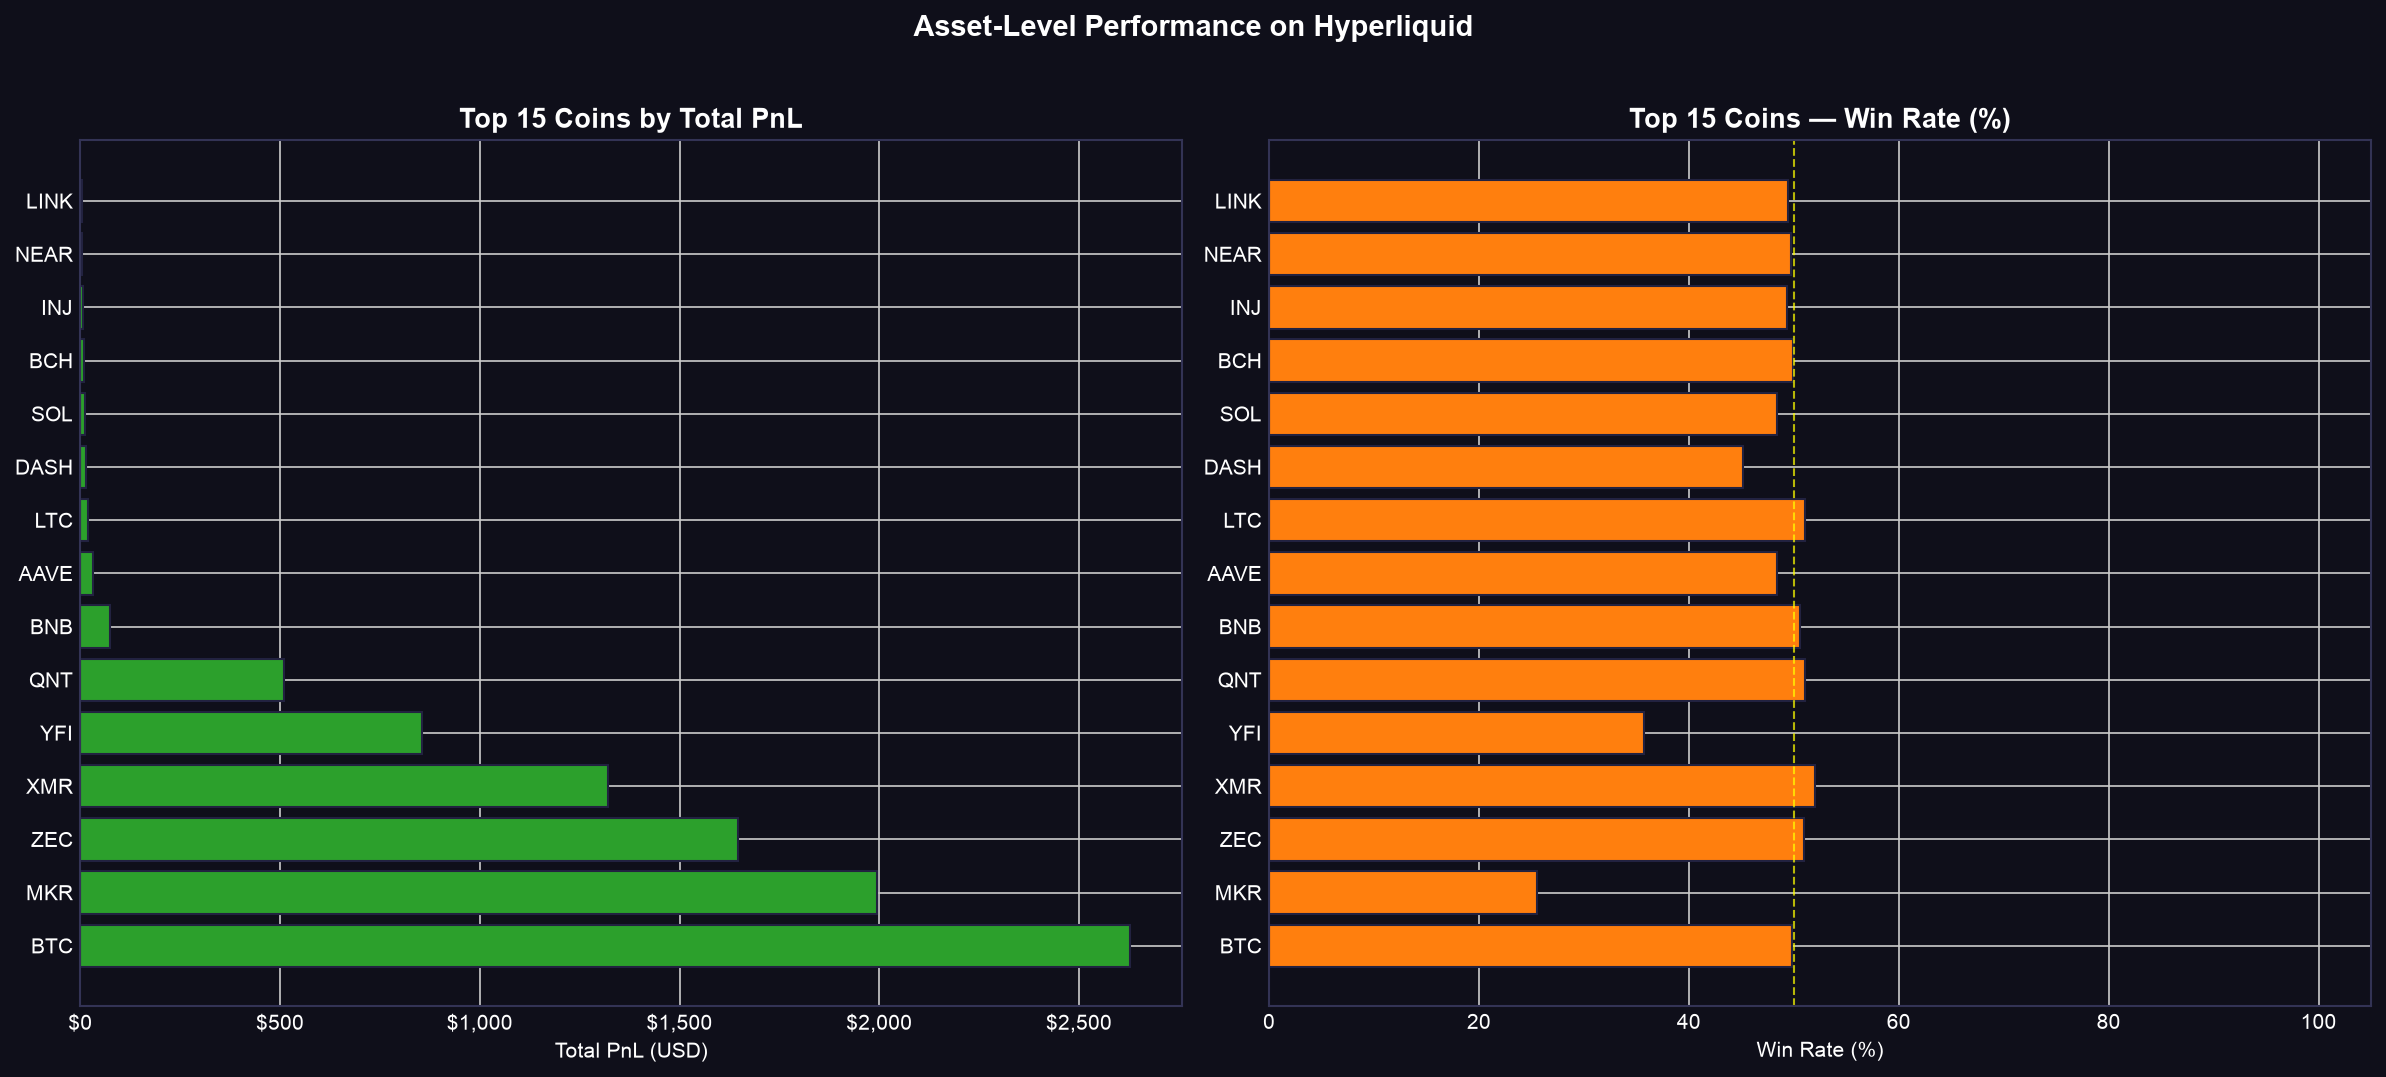 Asset-Level Performance on Hyperliquid
Top 15 Coins by Total PnL
LINK
NEAR
INJ
BCH
SOL
DASH
LTC
AAVE
BNB
QNT
YFI
XMR
ZEC
MKR
BTC
$0 $500 $1,000 $1,500 $2,000 $2,500
Total PnL (USD)
Top 15 Coins — Win Rate (%)
LINK
NEAR
INJ
BCH
SOL
DASH
LTC
AAVE
BNB
QNT
YFI
XMR
ZEC
MKR
BTC
0 20 40 60 80 100
Win Rate (%)